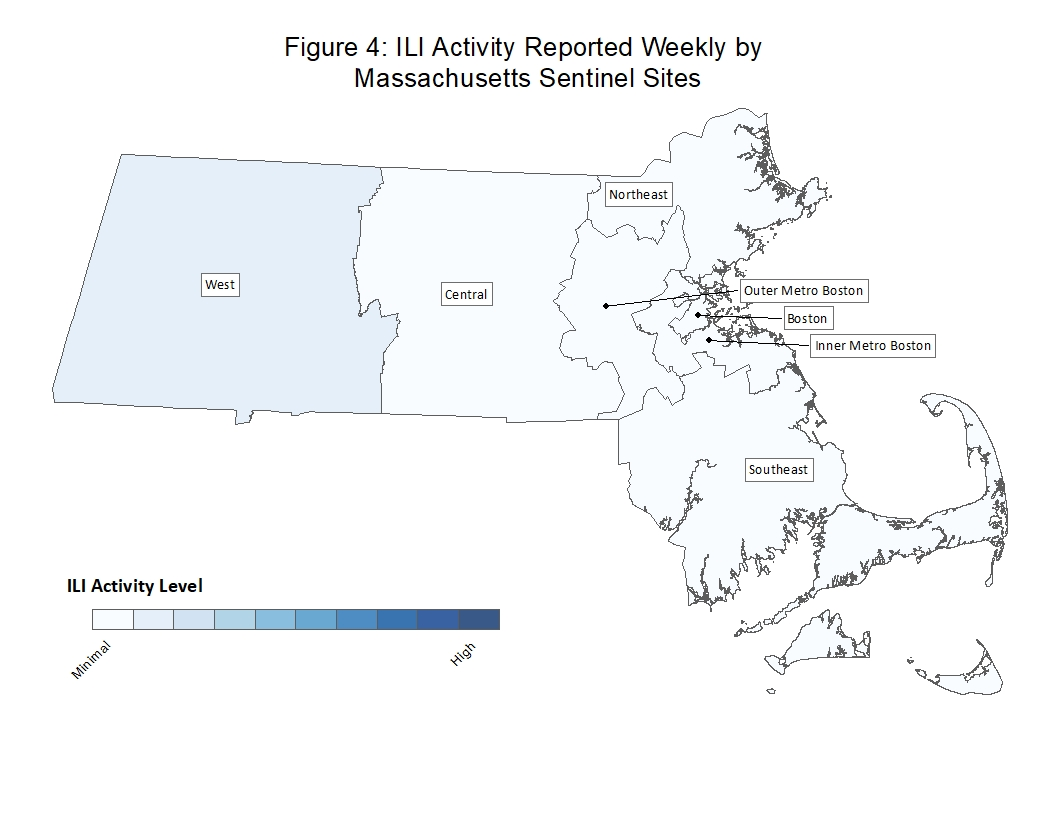 Figure 4: ILI Activity Reported Weekly by
Massachusetts Sentinel Sites
Northeast
West
Central
Outer Metro Boston
Boston
Inner Metro Boston
Southeast
ILI Activity Level
Minimal
High